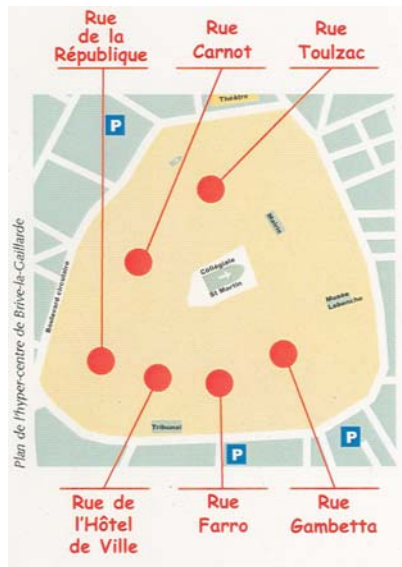 Rue
de la
République
Rue
Carnot
Rue
Toulzac
Théâtre
P
Mairie
Collégiale
St Martin
Musée
Labenche
Boulevard circulaire
Tribunal
P
P
Plan de l'hyper-centre de Brive-la-Gaillarde
Rue de
l'Hôtel
de Ville
Rue
Farro
Rue
Gambetta